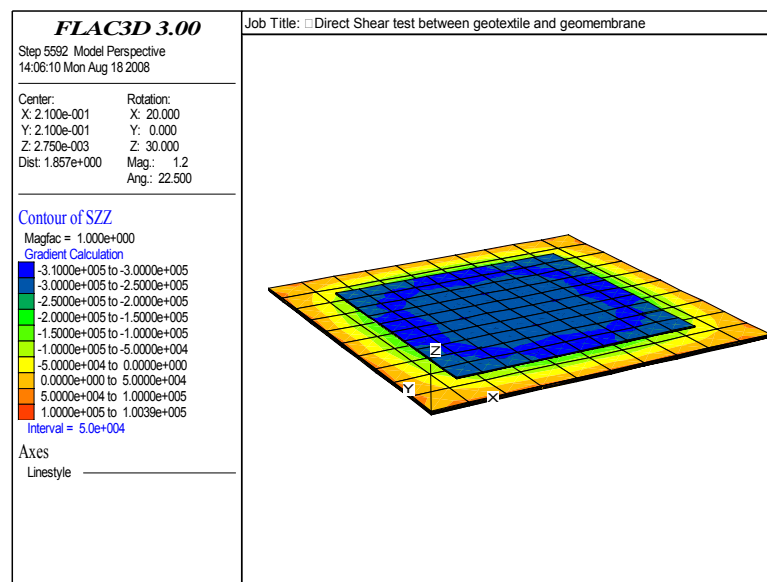 FLAC3D 3.00
Step 5592 Model Perspective
14:06:10 Mon Aug 18 2008
Center:
X: 2.100e-001
Y: 2.100e-001
Z: 2.750e-003
Dist: 1.857e+000
Rotation:
X: 20.000
Y: 0.000
Z: 30.000
Mag.: 1.2
Ang.: 22.500
Contour of SZZ
Magfac = 1.000e+000
Gradient Calculation
-3.1000e+005 to -3.0000e+005
-3.0000e+005 to -2.5000e+005
-2.5000e+005 to -2.0000e+005
-2.0000e+005 to -1.5000e+005
-1.5000e+005 to -1.0000e+005
-1.0000e+005 to -5.0000e+004
-5.0000e+004 to 0.0000e+000
0.0000e+000 to 5.0000e+004
5.0000e+004 to 1.0000e+005
1.0000e+005 to 1.0039e+005
Interval = 5.0e+004
Axes
Linestyle
Job Title: □Direct Shear test between geotextile and geomembrane
Z
Y
X